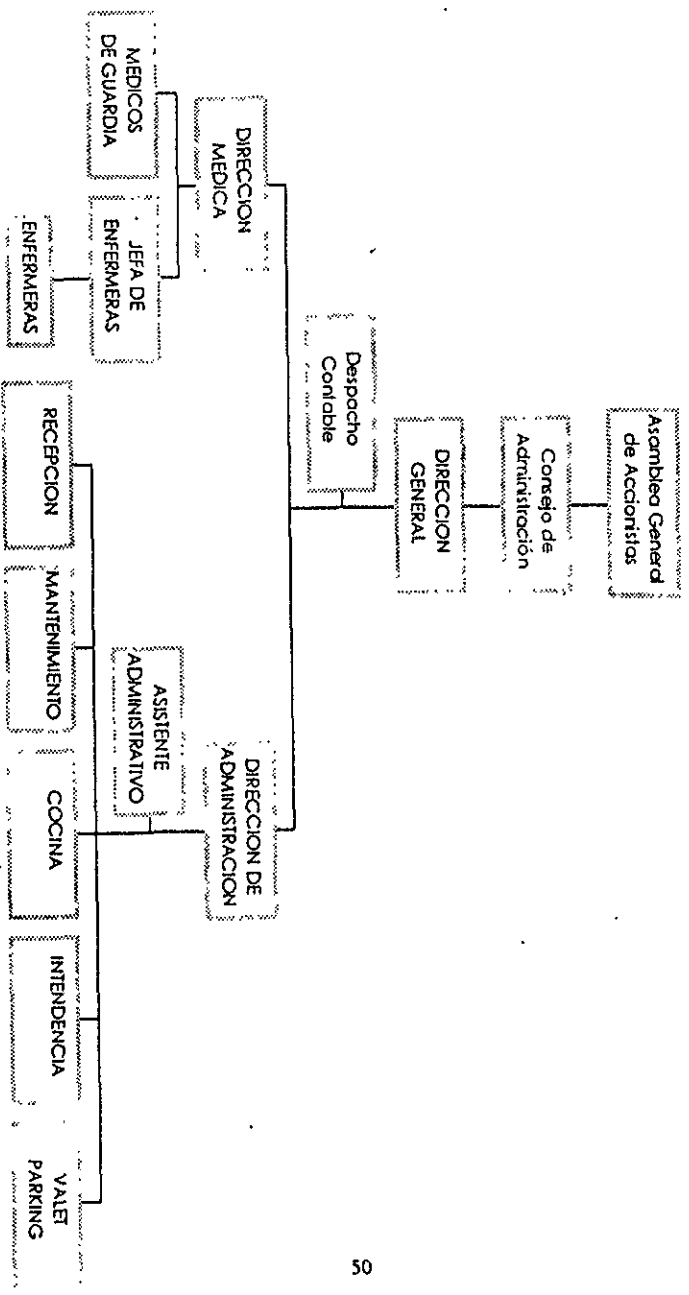 Asamblea General
de Accionistas
Consejo de
Administración
DIRECCION
GENERAL
Despacho
Contable
DIRECCION
MEDICA
DIRECCION DE
ADMINISTRACION
MEDICOS
DE GUARDIA
JEFA DE
ENFERMERAS
ENFERMERAS
ASISTENTE
ADMINISTRATIVO
RECEPCION
MANTENIMIENTO
COCINA
INTENDENCIA
VALET
PARKING
50